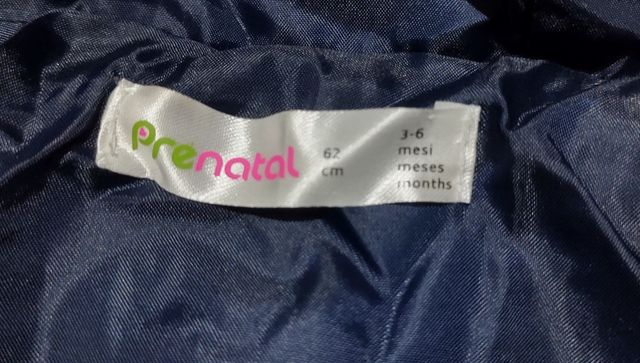 Prenatal
62
cm
3-6
mesi
meses
months